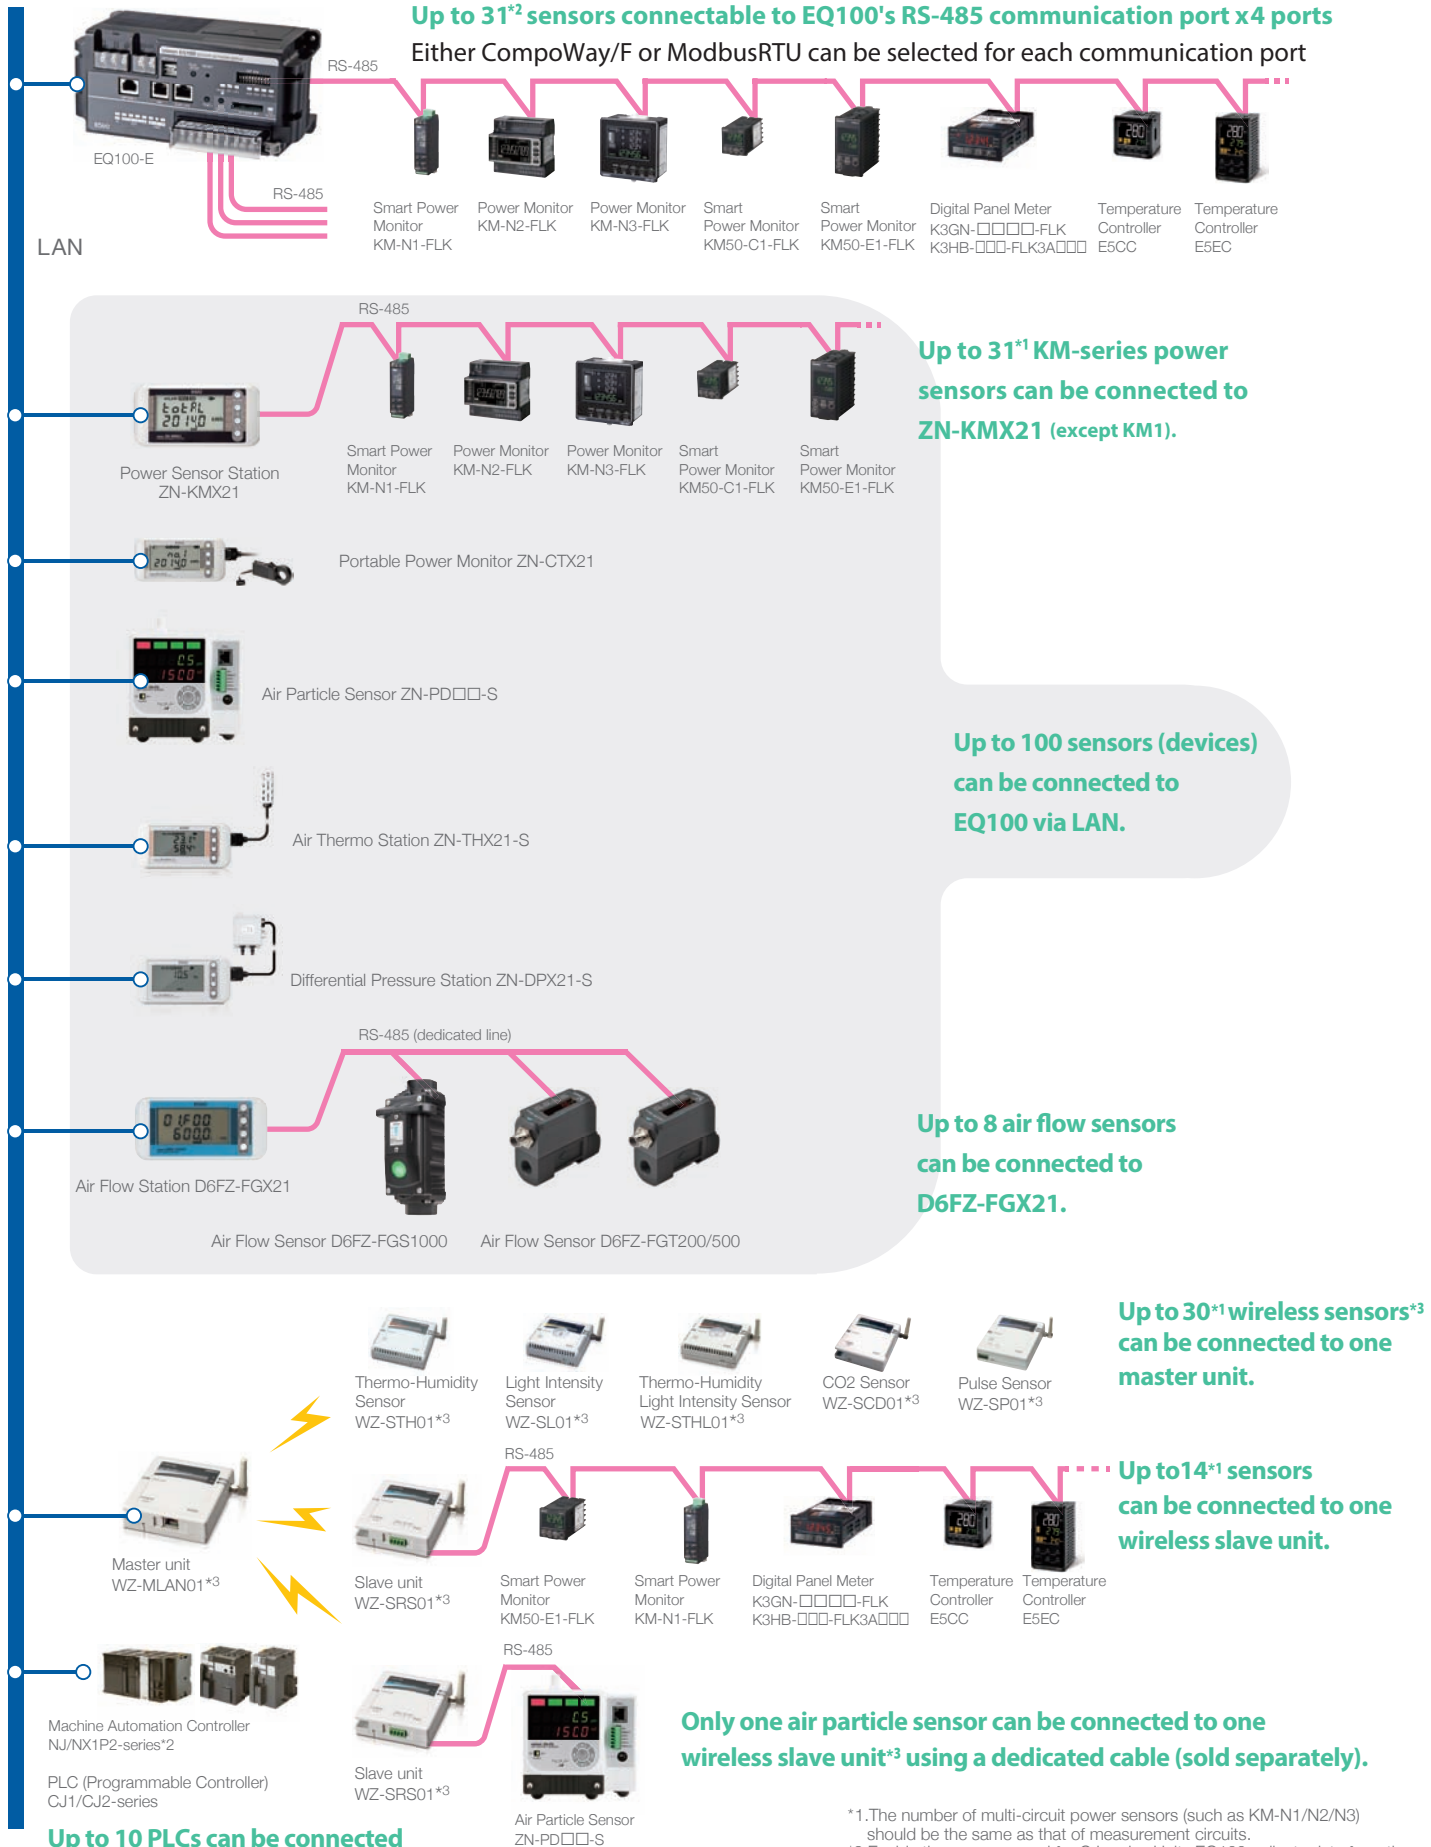 Up to 31*2 sensors connectable to EQ100's RS-485 communication port x4 ports
Either CompoWay/F or ModbusRTU can be selected for each communication port
RS-485
EQ100-E
RS-485
LAN
Smart Power
Monitor
KM-N1-FLK
Power Monitor
KM-N2-FLK
Power Monitor
KM-N3-FLK
Smart
Power Monitor
KM50-C1-FLK
Smart
Power Monitor
KM50-E1-FLK
Digital Panel Meter
K3GN-□□□□-FLK
K3HB-□□□-FLK3A□□□
Temperature
Controller
E5CC
Temperature
Controller
E5EC
RS-485
Up to 31*1 KM-series power
sensors can be connected to
ZN-KMX21 (except KM1).
Power Sensor Station
ZN-KMX21
Smart Power
Monitor
KM-N1-FLK
Power Monitor
KM-N2-FLK
Power Monitor
KM-N3-FLK
Smart
Power Monitor
KM50-C1-FLK
Smart
Power Monitor
KM50-E1-FLK
Portable Power Monitor ZN-CTX21
Air Particle Sensor ZN-PD□□-S
Up to 100 sensors (devices)
can be connected to
EQ100 via LAN.
Air Thermo Station ZN-THX21-S
Differential Pressure Station ZN-DPX21-S
RS-485 (dedicated line)
Air Flow Station D6FZ-FGX21
Air Flow Sensor D6FZ-FGS1000
Air Flow Sensor D6FZ-FGT200/500
Up to 8 air flow sensors
can be connected to
D6FZ-FGX21.
Thermo-Humidity
Sensor
WZ-STH01*3
Light Intensity
Sensor
WZ-SL01*3
Thermo-Humidity
Light Intensity Sensor
WZ-STHL01*3
CO2 Sensor
WZ-SCD01*3
Pulse Sensor
WZ-SP01*3
Up to 30*1 wireless sensors*3
can be connected to one
master unit.
RS-485
Master unit
WZ-MLAN01*3
Slave unit
WZ-SRS01*3
Smart Power
Monitor
KM50-E1-FLK
Smart Power
Monitor
KM-N1-FLK
Digital Panel Meter
K3GN-□□□□-FLK
K3HB-□□□-FLK3A□□□
Temperature
Controller
E5CC
Temperature
Controller
E5EC
Up to14*1 sensors
can be connected to one
wireless slave unit.
RS-485
Machine Automation Controller
NJ/NX1P2-series*2
PLC (Programmable Controller)
CJ1/CJ2-series
Up to 10 PLCs can be connected
Slave unit
WZ-SRS01*3
Air Particle Sensor
ZN-PD□□-S
Only one air particle sensor can be connected to one
wireless slave unit*3 using a dedicated cable (sold separately).
*1.The number of multi-circuit power sensors (such as KM-N1/N2/N3)
should be the same as that of measurement circuits.